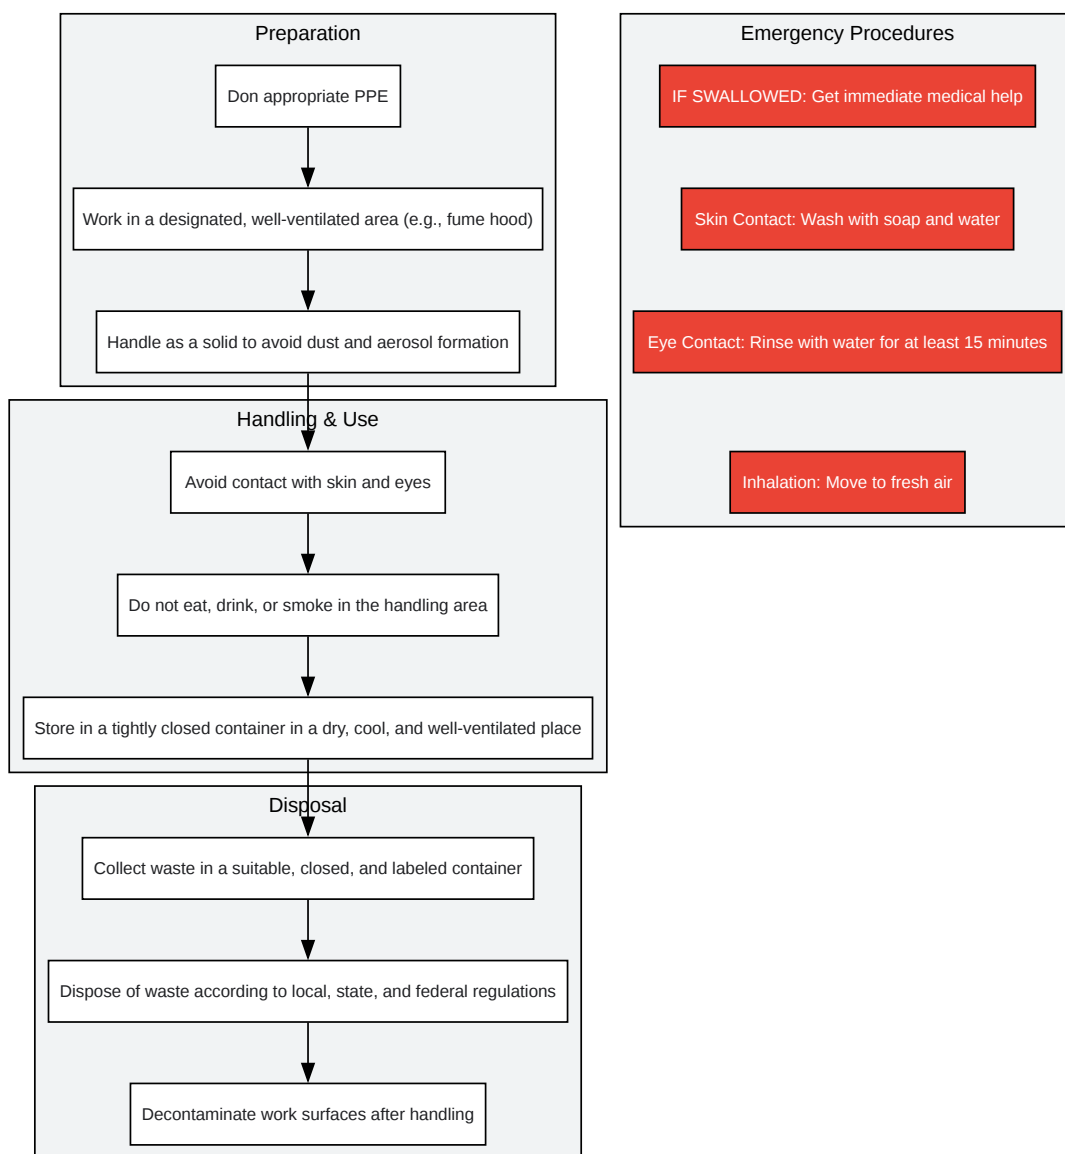 Preparation
Don appropriate PPE
Work in a designated, well-ventilated area (e.g., fume hood)
Handle as a solid to avoid dust and aerosol formation
Handling & Use
Avoid contact with skin and eyes
Do not eat, drink, or smoke in the handling area
Store in a tightly closed container in a dry, cool, and well-ventilated place
Disposal
Collect waste in a suitable, closed, and labeled container
Dispose of waste according to local, state, and federal regulations
Decontaminate work surfaces after handling
Emergency Procedures
IF SWALLOWED: Get immediate medical help
Skin Contact: Wash with soap and water
Eye Contact: Rinse with water for at least 15 minutes
Inhalation: Move to fresh air